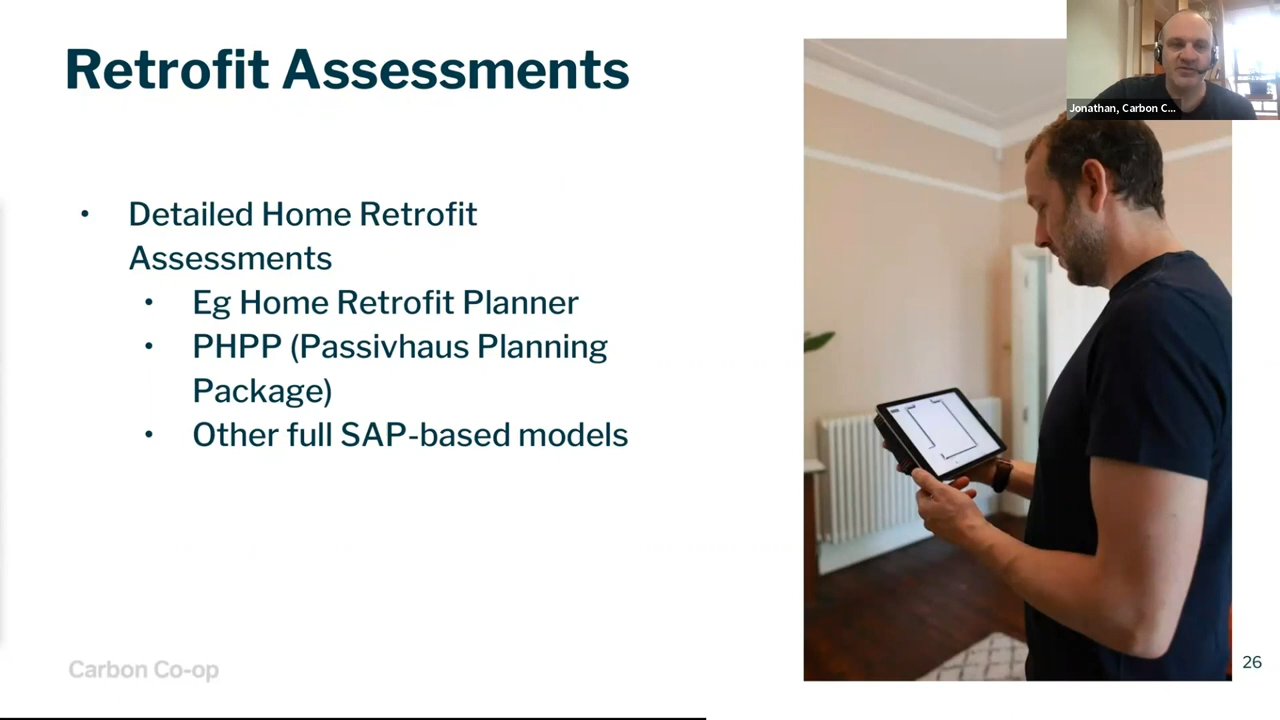 Retrofit Assessments
Jonathan, Carbon C...
• Detailed Home Retrofit
Assessments
• Eg Home Retrofit Planner
• PHPP (Passivhaus Planning
Package)
• Other full SAP-based models
Carbon Co-op
26